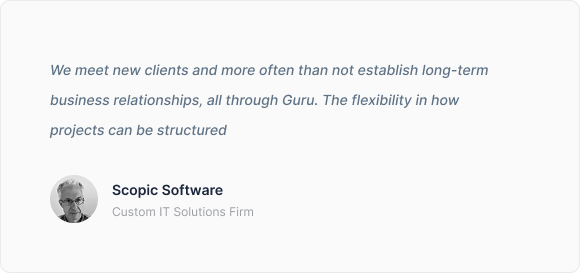 We meet new clients and more often than not establish long-term
business relationships, all through Guru. The flexibility in how
projects can be structured
Scopic Software
Custom IT Solutions Firm